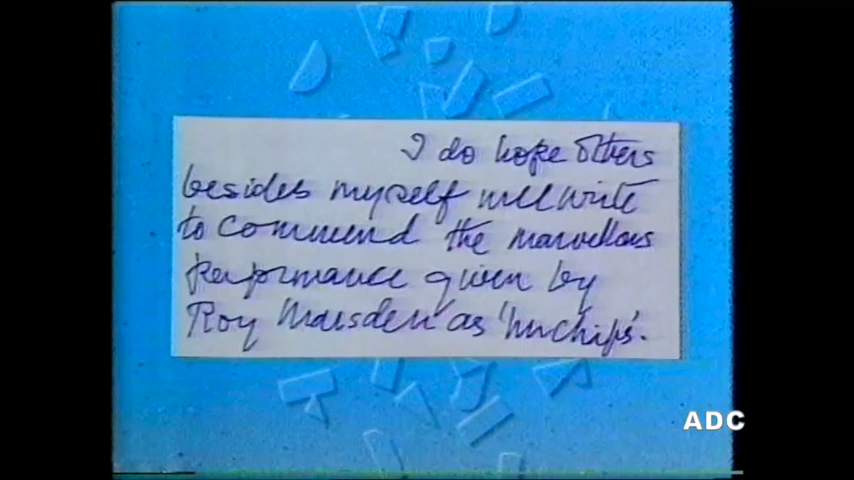 I do hope others
besides myself will write
to commend the marvellous
performance given by
Roy Marsden as 'Mr Chips'.
ADC